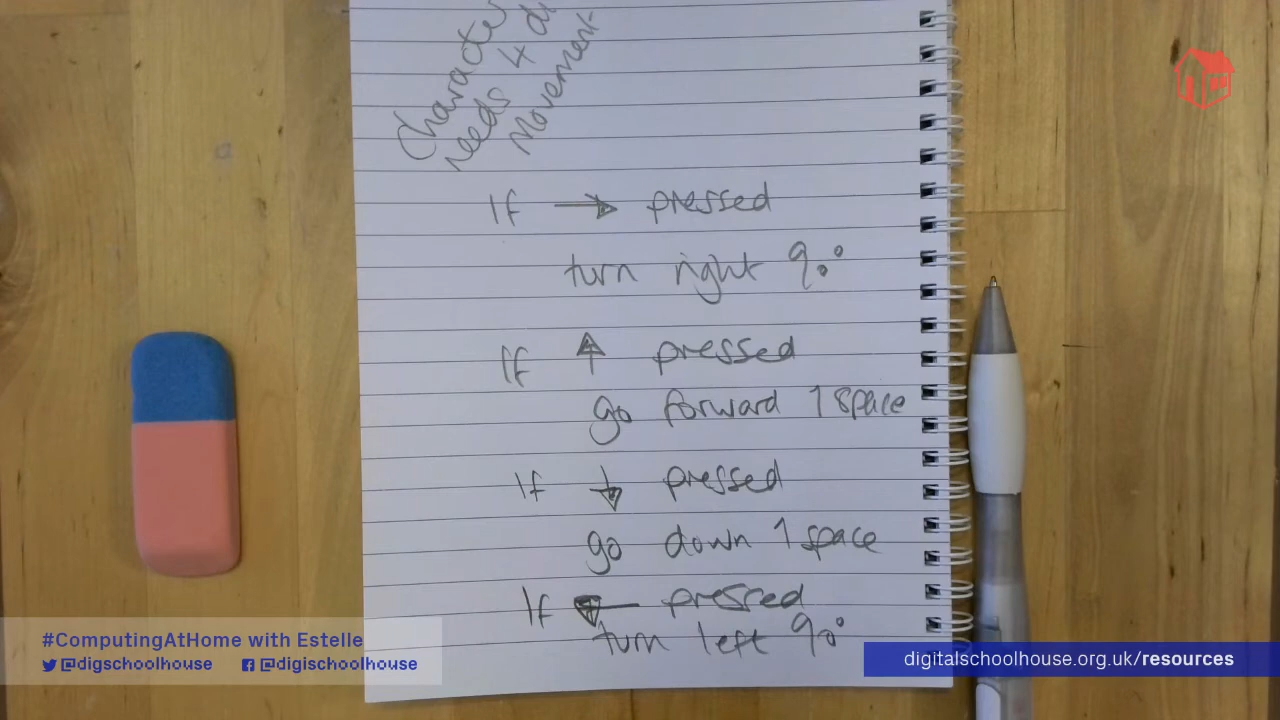 Character
needs 4
movement
If → pressed
turn right 90°
If ↑ pressed
go forward 1 space
If ↓ pressed
go down 1 space
If ← pressed
turn left 90°
#ComputingAtHome with Estelle
@digschoolhouse @digischoolhouse
digitalschoolhouse.org.uk/resources